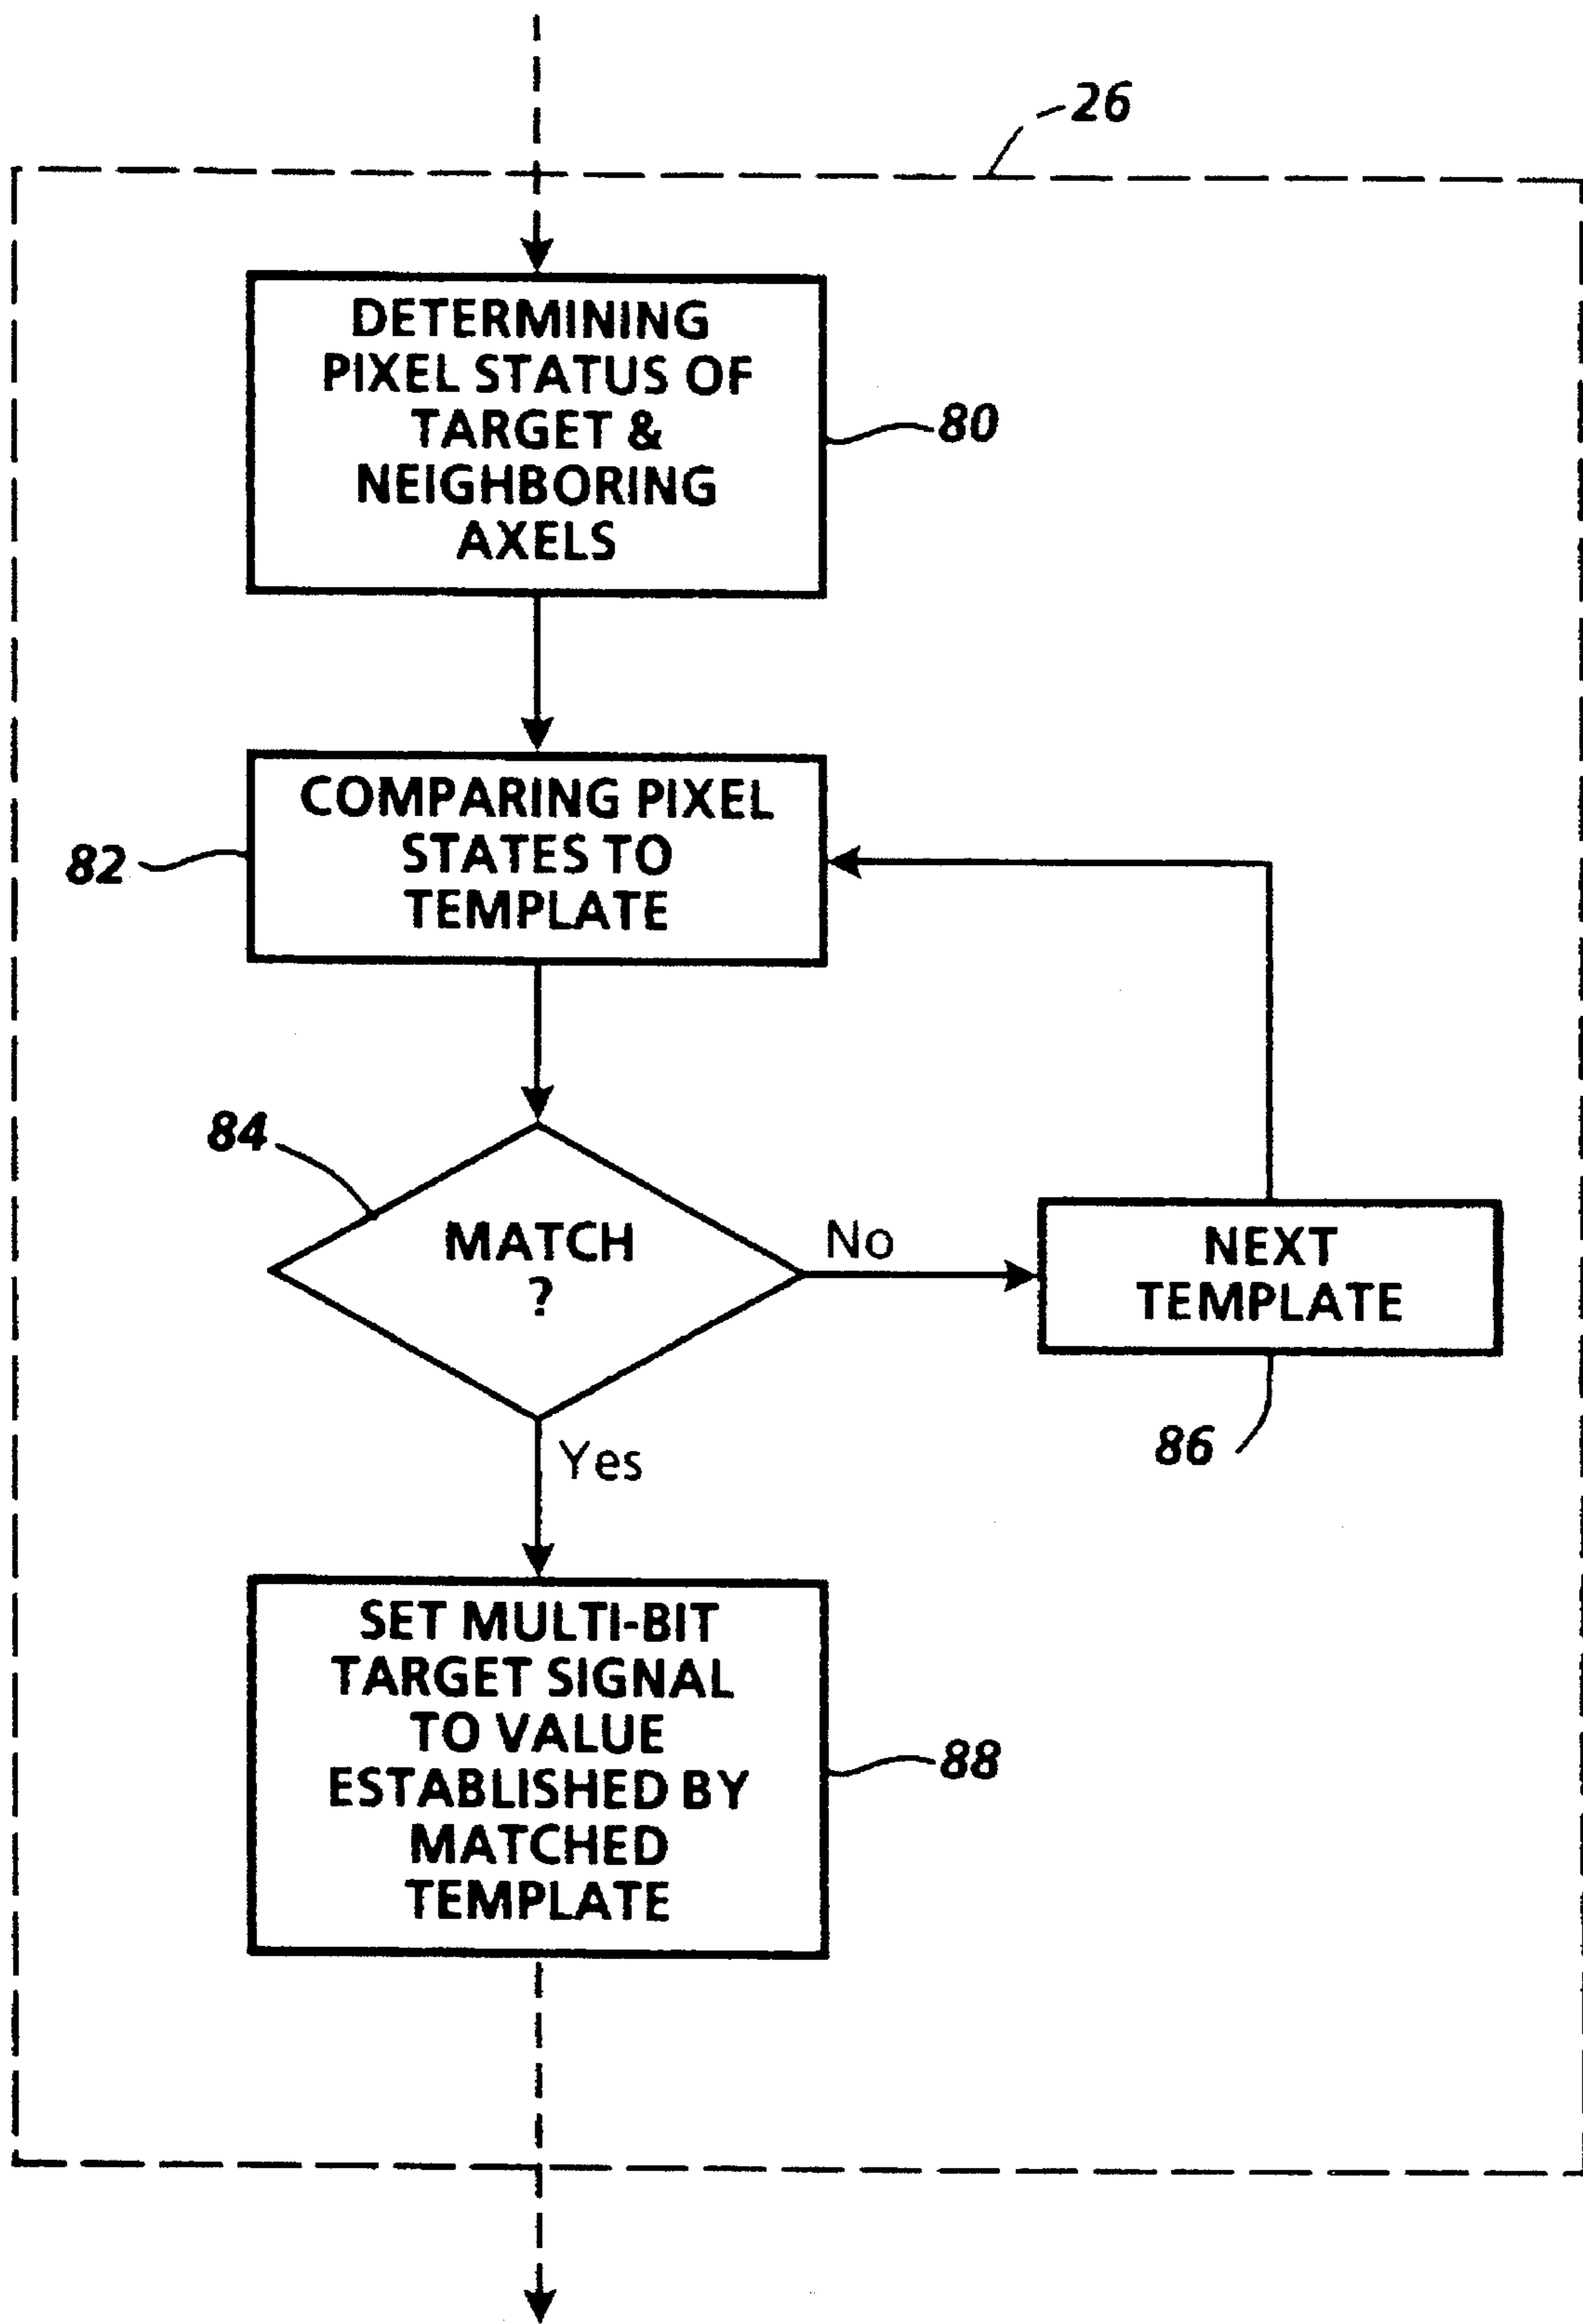 26
DETERMINING
PIXEL STATUS OF
TARGET &
NEIGHBORING
AXELS
80
COMPARING PIXEL
STATES TO
TEMPLATE
82
84
MATCH
?
No
NEXT
TEMPLATE
86
Yes
SET MULTI-BIT
TARGET SIGNAL
TO VALUE
ESTABLISHED BY
MATCHED
TEMPLATE
88